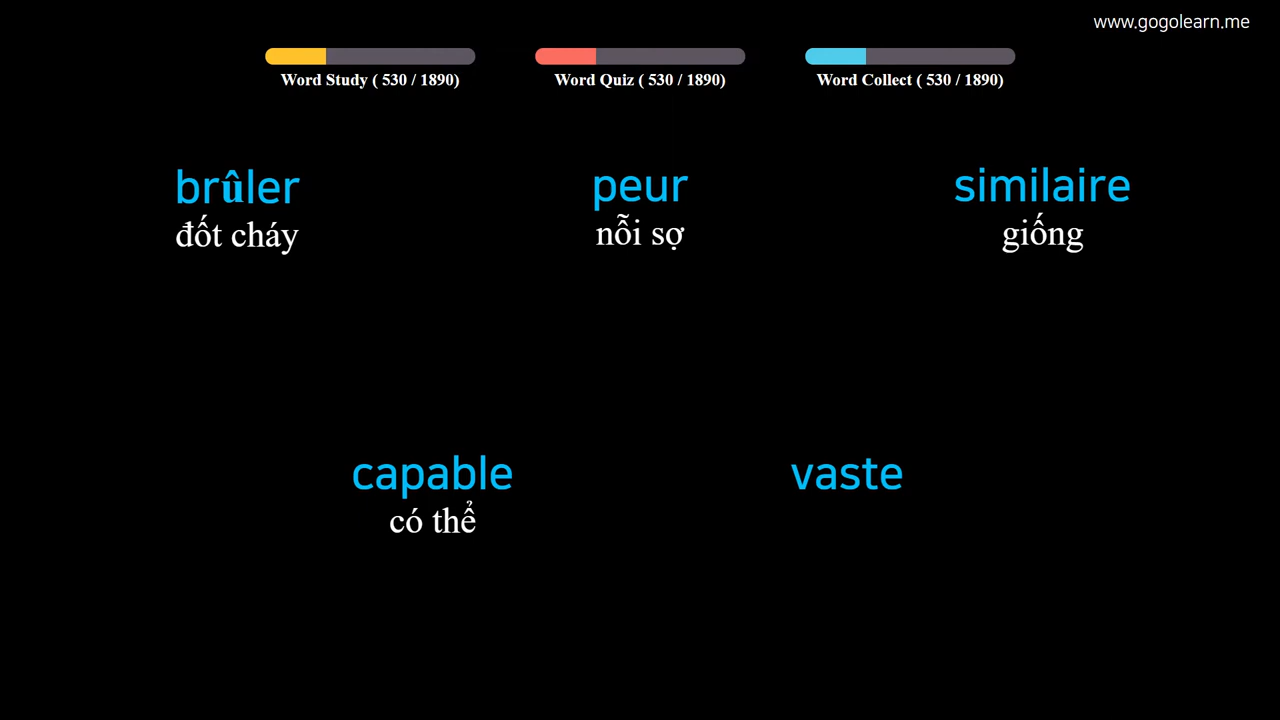 www.gogolearn.me
Word Study ( 530 / 1890)
Word Quiz ( 530 / 1890)
Word Collect ( 530 / 1890)
brûler
đốt cháy
peur
nỗi sợ
similaire
giống
capable
có thể
vaste